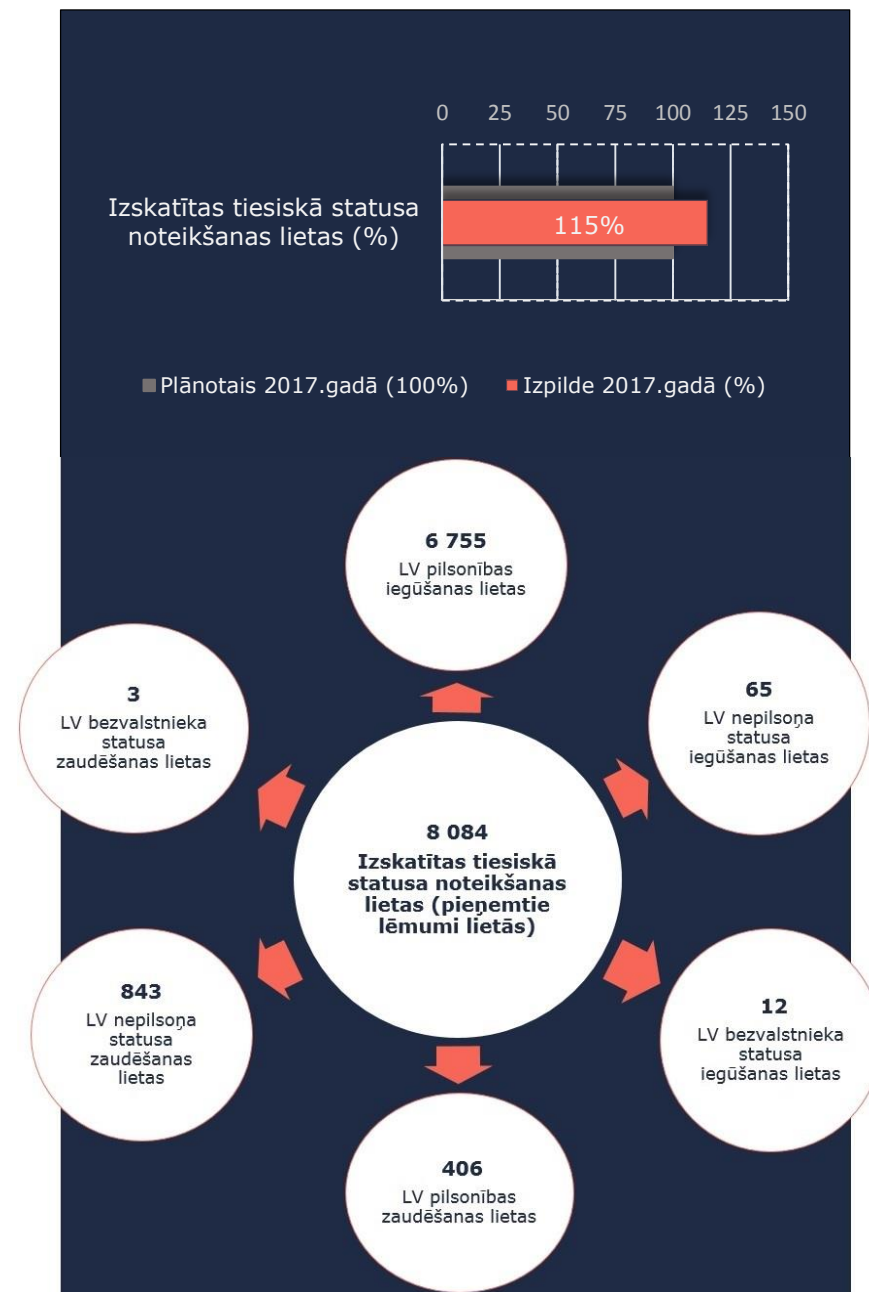 0 25 50 75 100 125 150
Izskatītas tiesiskā statusa
noteikšanas lietas (%)
115%
Plānotais 2017.gadā (100%)
Izpilde 2017.gadā (%)
6 755
LV pilsonības
iegūšanas lietas
3
LV bezvalstnieka
statusa
zaudēšanas lietas
65
LV nepilsoņa
statusa
iegūšanas lietas
8 084
Izskatītas tiesiskā
statusa noteikšanas
lietas (pieņemtie
lēmumi lietās)
843
LV nepilsoņa
statusa
zaudēšanas
lietas
12
LV bezvalstnieka
statusa
iegūšanas lietas
406
LV pilsonības
zaudēšanas lietas